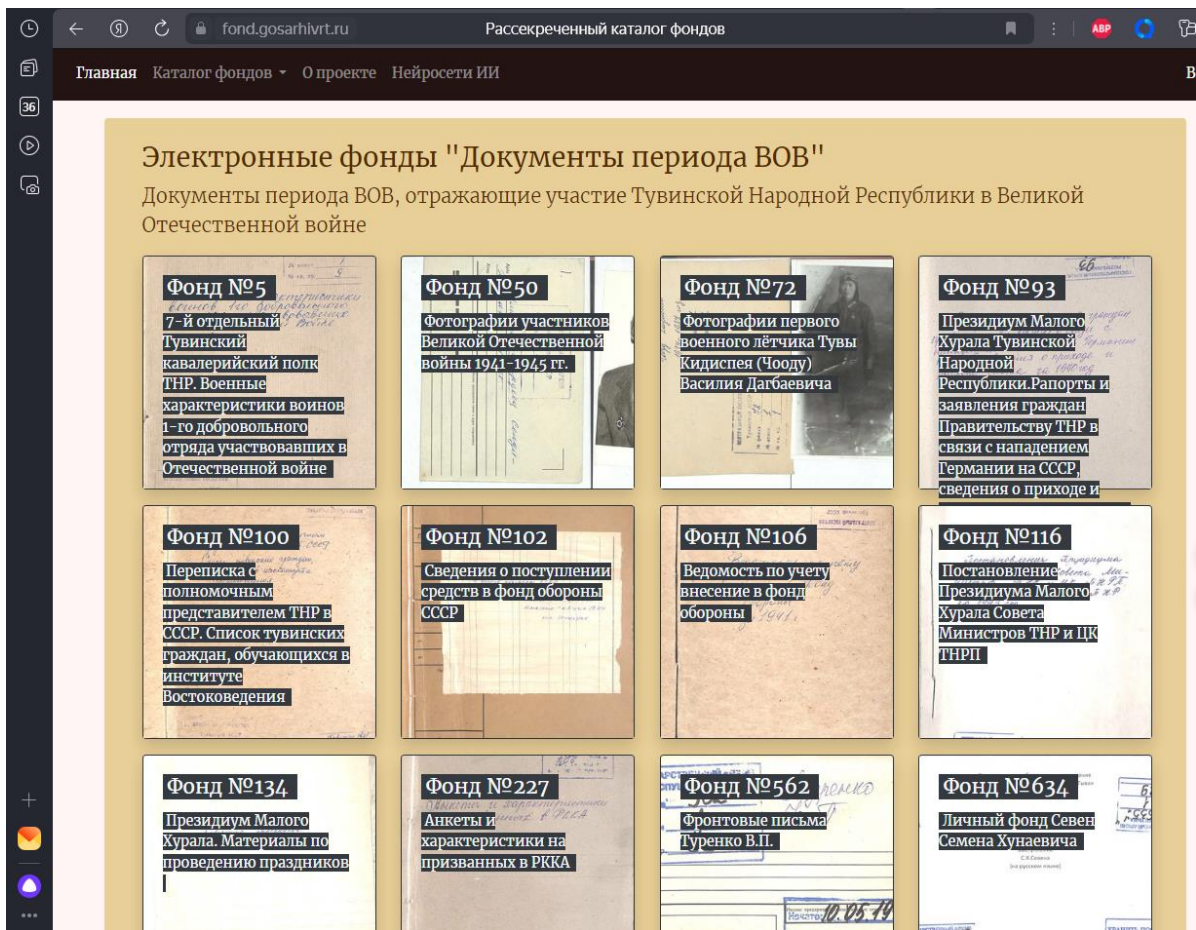 fond.gosarhivrt.ru
Рассекреченный каталог фондов
ABP
Главная
Каталог фондов
О проекте
Нейросети ИИ
В
36
Электронные фонды "Документы периода ВОВ"
Документы периода ВОВ, отражающие участие Тувинской Народной Республики в Великой
Отечественной войне
Фонд №5
7-й отдельный
Тувинский
кавалерийский полк
ТНР. Военные
характеристики воинов
1-го добровольного
отряда участвовавших в
Отечественной войне
Фонд №50
Фотографии участников
Великой Отечественной
войны 1941-1945 гг.
Фонд №72
Фотографии первого
военного лётчика Тувы
Кидиспея (Чооду)
Василия Дагбаевича
Фонд №93
Президиум Малого
Хурала Тувинской
Народной
Республики.Рапорты и
заявления граждан
Правительству ТНР в
связи с нападением
Германии на СССР,
сведения о приходе и
Фонд №100
Переписка с
полномочным
представителем ТНР в
СССР. Список тувинских
граждан, обучающихся в
институте
Востоковедения
Фонд №102
Сведения о поступлении
средств в фонд обороны
СССР
Фонд №106
Ведомость по учету
внесение в фонд
обороны
1941г.
Фонд №116
Постановление
Президиума Малого
Хурала Совета
Министров ТНР и ЦК
ТНРП
Фонд №134
Президиум Малого
Хурала. Материалы по
проведению праздников
Фонд №227
Анкеты и
характеристики на
призванных в РККА
Фонд №562
Фронтовые письма
Туренко В.П.
10.05.19
Фонд №634
Личный фонд Севен
Семена Хунаевича